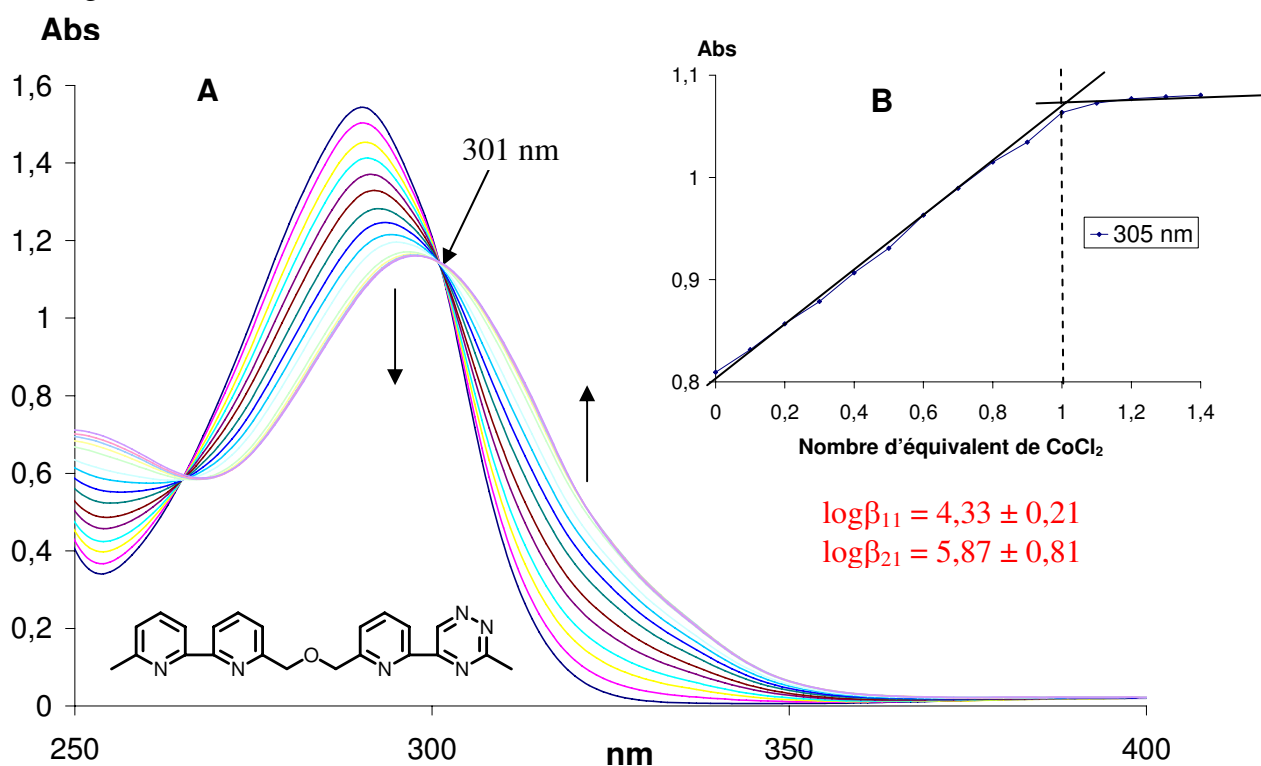 Abs
1,6
1,4
1,2
1
0,8
0,6
0,4
0,2
0
250
300
nm
350
400
A
301 nm
Abs
B
1,1
1
0,9
0,8
0
0,2
0,4
0,6
0,8
1
1,2
1,4
Nombre d'équivalent de CoCl₂
305 nm
logβ₁₁ = 4,33 ± 0,21
logβ₂₁ = 5,87 ± 0,81
N
N
O
N
N
N
N